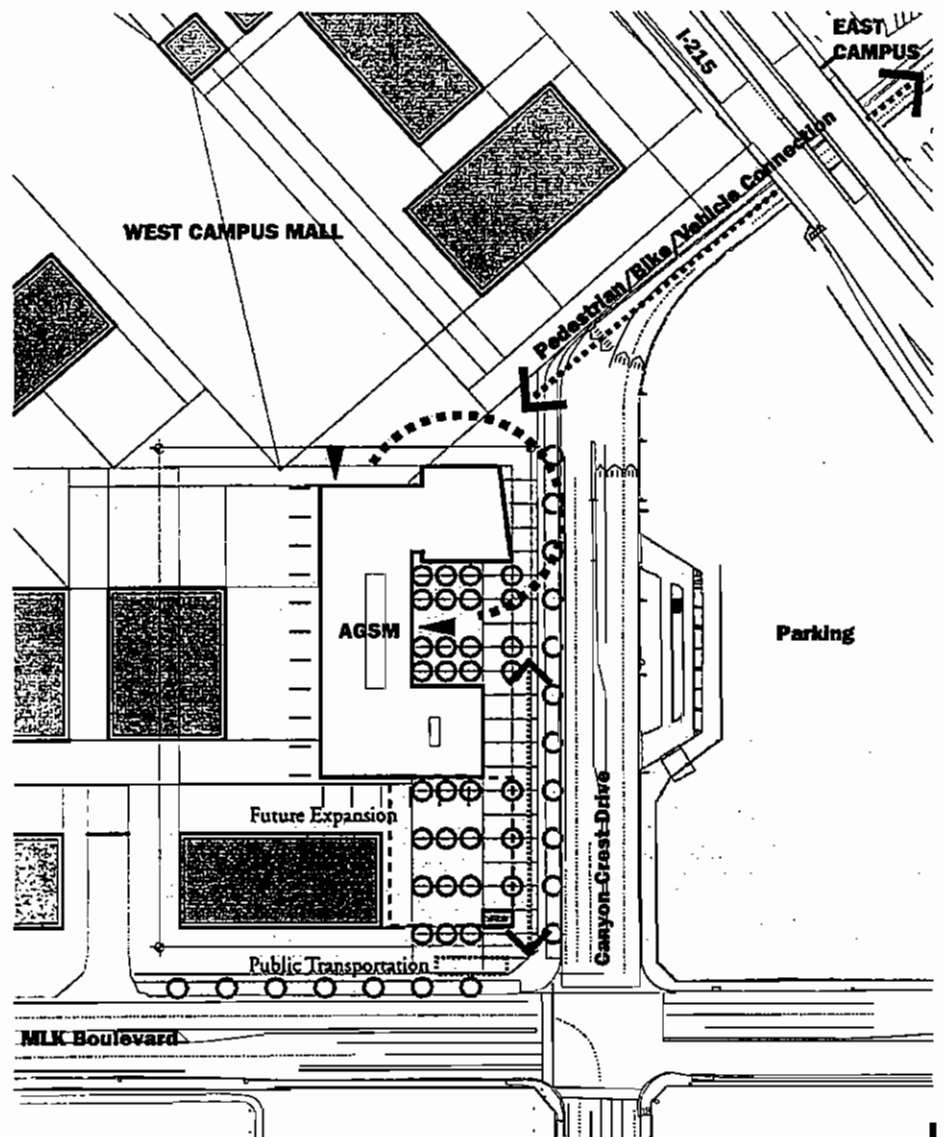 EAST
CAMPUS
I-215
Pedestrian/Bike/Vehicle Connection
WEST CAMPUS MALL
AGSM
Parking
Future Expansion
Canyon Crest Drive
Public Transportation
MLK Boulevard